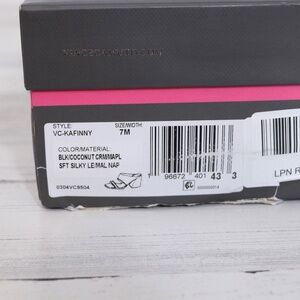 STYLE:
VC-KAFINNY
SIZE/WIDTH:
7M
COLOR/MATERIAL:
BLK/COCONUT CRM/MAPL
SFT SILKY LE/MAL NAP
0304VC8504
1 96672 401 43 3
LPN R